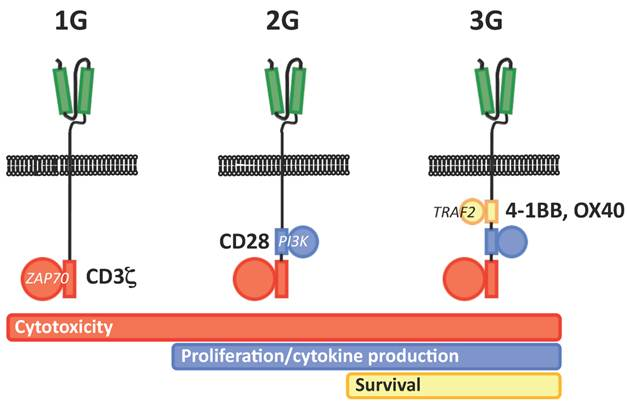 1G
2G
3G
TRAF2
4-1BB, OX40
CD28
PI3K
ZAP70
CD3ζ
Cytotoxicity
Proliferation/cytokine production
Survival